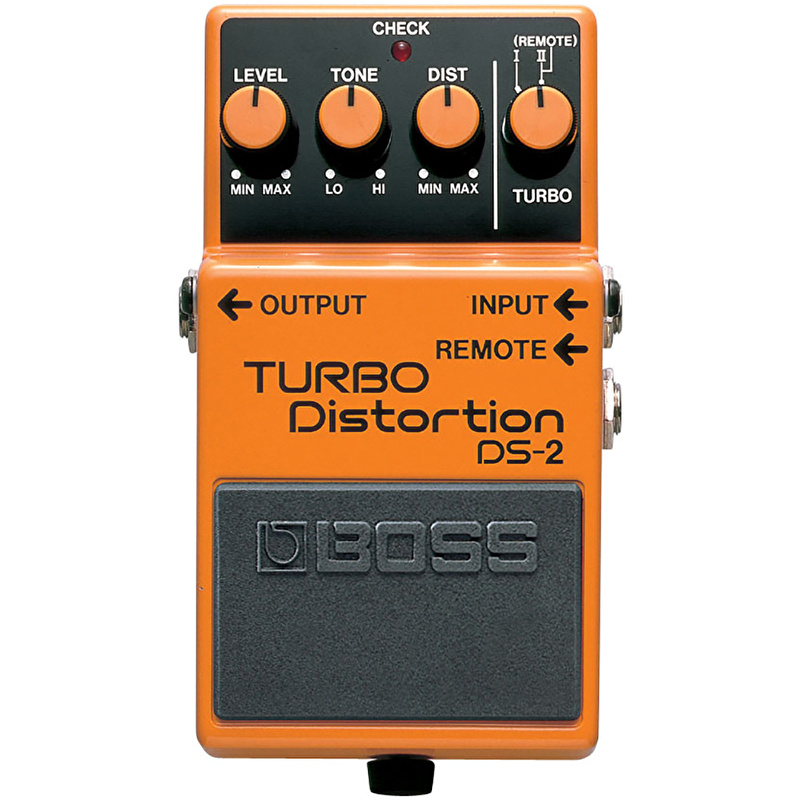 CHECK
(REMOTE)
I II
LEVEL TONE DIST
MIN MAX LO HI MIN MAX
TURBO
OUTPUT INPUT
REMOTE
TURBO
Distortion
DS-2
BOSS